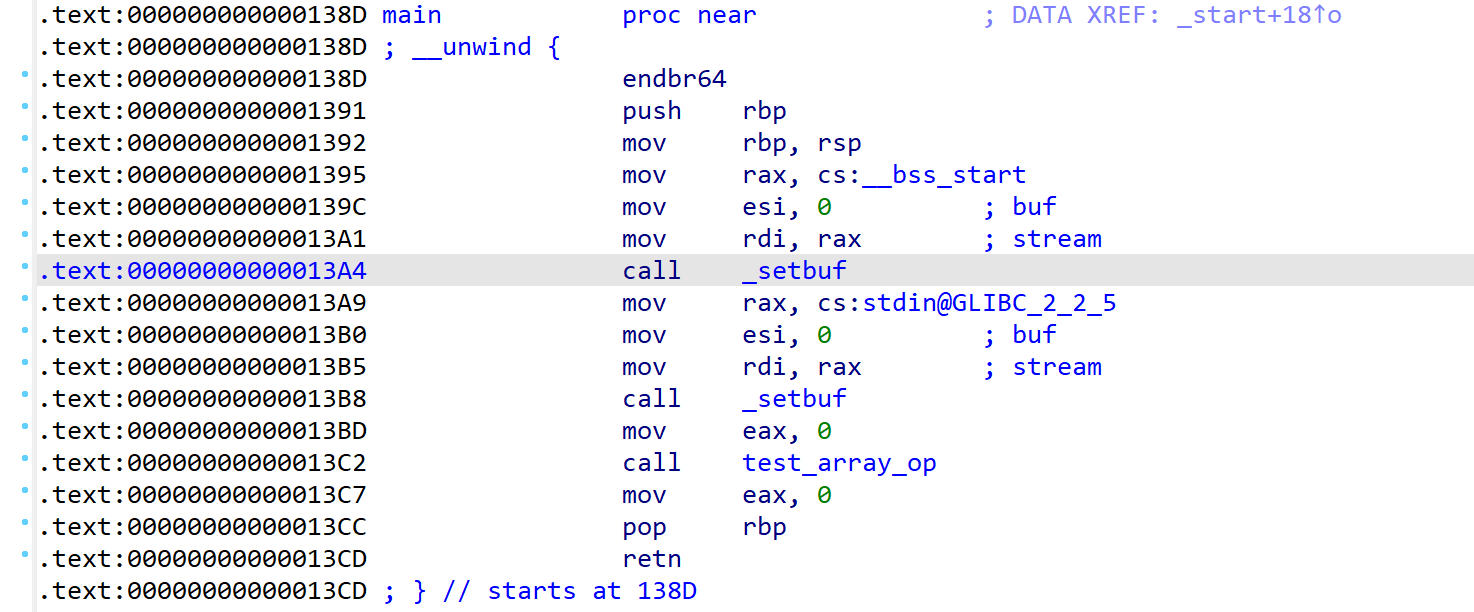 .text:000000000000138D main proc near ; DATA XREF: _start+18↑o
.text:000000000000138D ; __unwind {
.text:000000000000138D endbr64
.text:0000000000001391 push rbp
.text:0000000000001392 mov rbp, rsp
.text:0000000000001395 mov rax, cs:__bss_start
.text:000000000000139C mov esi, 0 ; buf
.text:00000000000013A1 mov rdi, rax ; stream
.text:00000000000013A4 call _setbuf
.text:00000000000013A9 mov rax, cs:stdin@GLIBC_2_2_5
.text:00000000000013B0 mov esi, 0 ; buf
.text:00000000000013B5 mov rdi, rax ; stream
.text:00000000000013B8 call _setbuf
.text:00000000000013BD mov eax, 0
.text:00000000000013C2 call test_array_op
.text:00000000000013C7 mov eax, 0
.text:00000000000013CC pop rbp
.text:00000000000013CD retn
.text:00000000000013CD ; } // starts at 138D